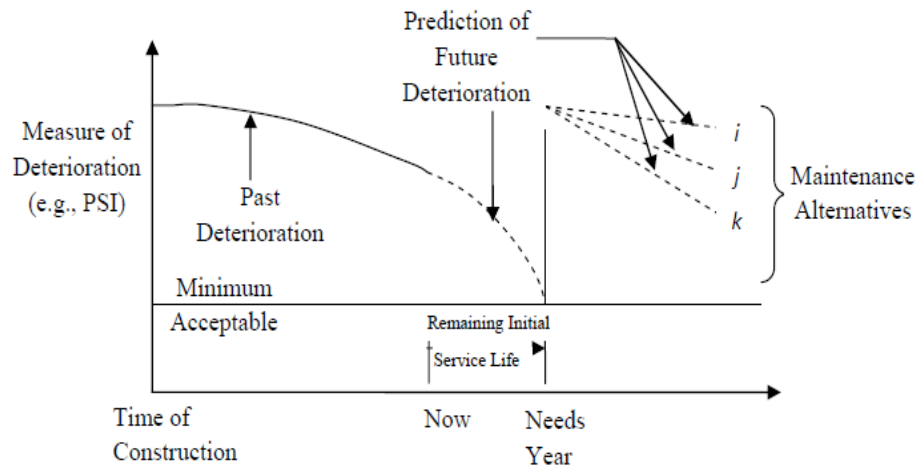 Prediction of
Future
Deterioration
Measure of
Deterioration
(e.g., PSI)
Past
Deterioration
i
j
k
Maintenance
Alternatives
Minimum
Acceptable
Remaining Initial
Service Life
Time of
Construction
Now
Needs
Year